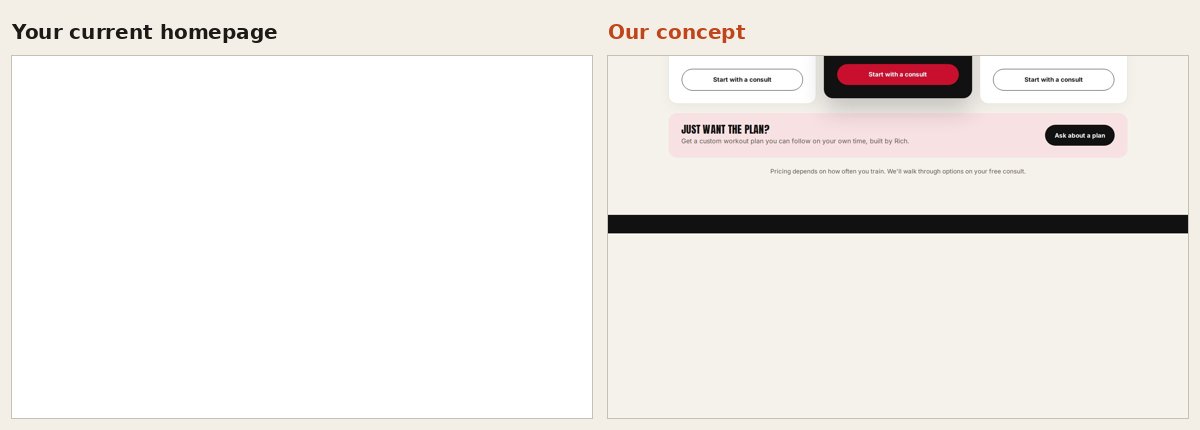 Your current homepage
Our concept
Start with a consult
Start with a consult
Start with a consult
JUST WANT THE PLAN?
Get a custom workout plan you can follow on your own time, built by Rich.
Ask about a plan
Pricing depends on how often you train. We'll walk through options on your free consult.